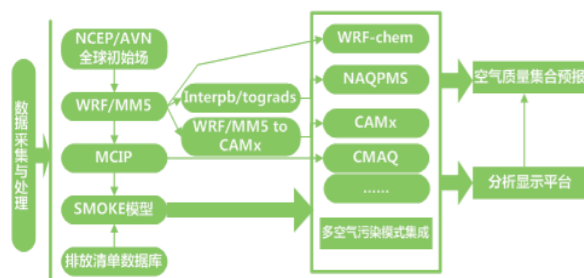 数据采集与处理
NCEP/AVN
全球初始场
WRF/MM5
MCIP
SMOKE模型
排放清单数据库
Interpb/tograds
WRF/MM5 to
CAMx
WRF-chem
NAQPMS
CAMx
CMAQ
......
多空气污染模式集成
空气质量集合预报
分析显示平台